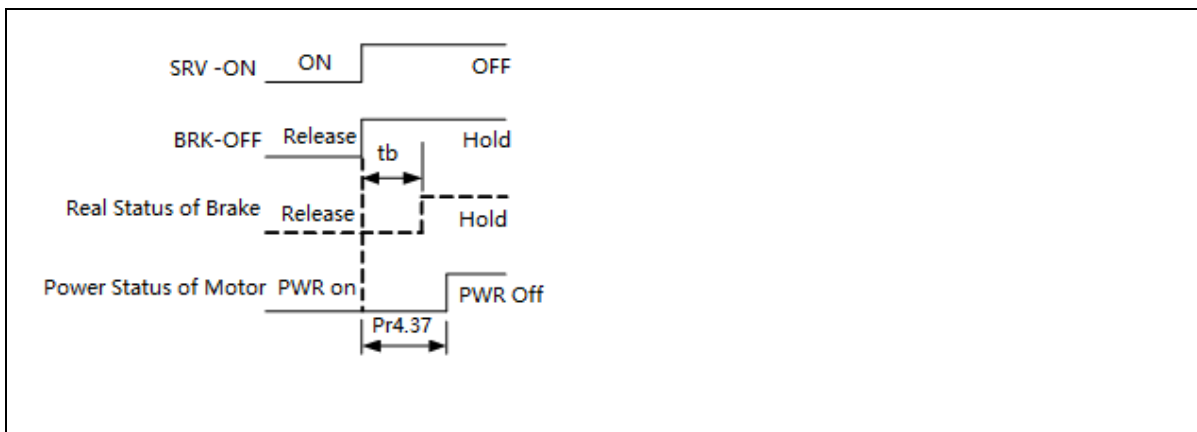 SRV -ON ON OFF
BRK-OFF Release Hold
tb
Real Status of Brake Release Hold
Power Status of Motor PWR on PWR Off
Pr4.37